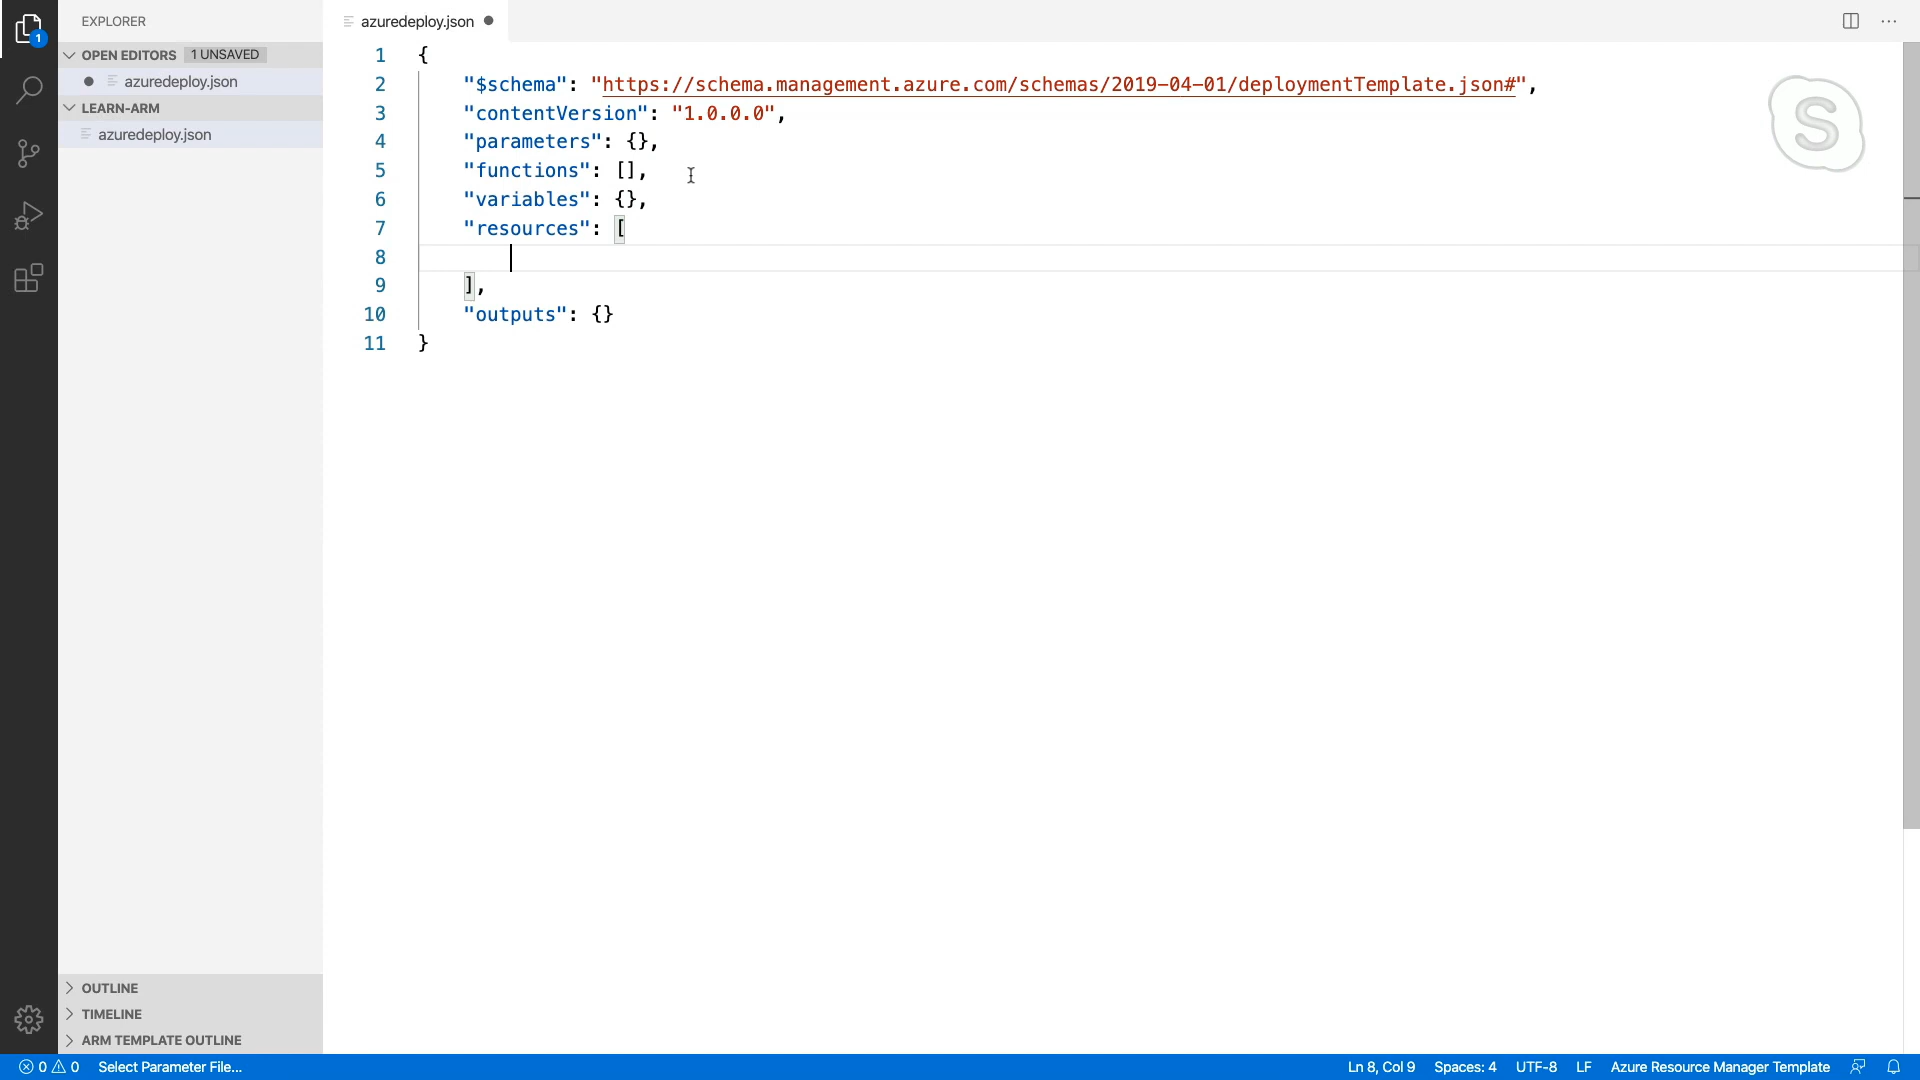 EXPLORER
OPEN EDITORS 1 UNSAVED
azuredeploy.json
LEARN-ARM
azuredeploy.json
OUTLINE
TIMELINE
ARM TEMPLATE OUTLINE
1
azuredeploy.json
1 {
2 "$schema": "https://schema.management.azure.com/schemas/2019-04-01/deploymentTemplate.json#",
3 "contentVersion": "1.0.0.0",
4 "parameters": {},
5 "functions": [],
6 "variables": {},
7 "resources": [
8
9 ],
10 "outputs": {}
11 }
S
0 0 Select Parameter File... Ln 8, Col 9 Spaces: 4 UTF-8 LF Azure Resource Manager Template